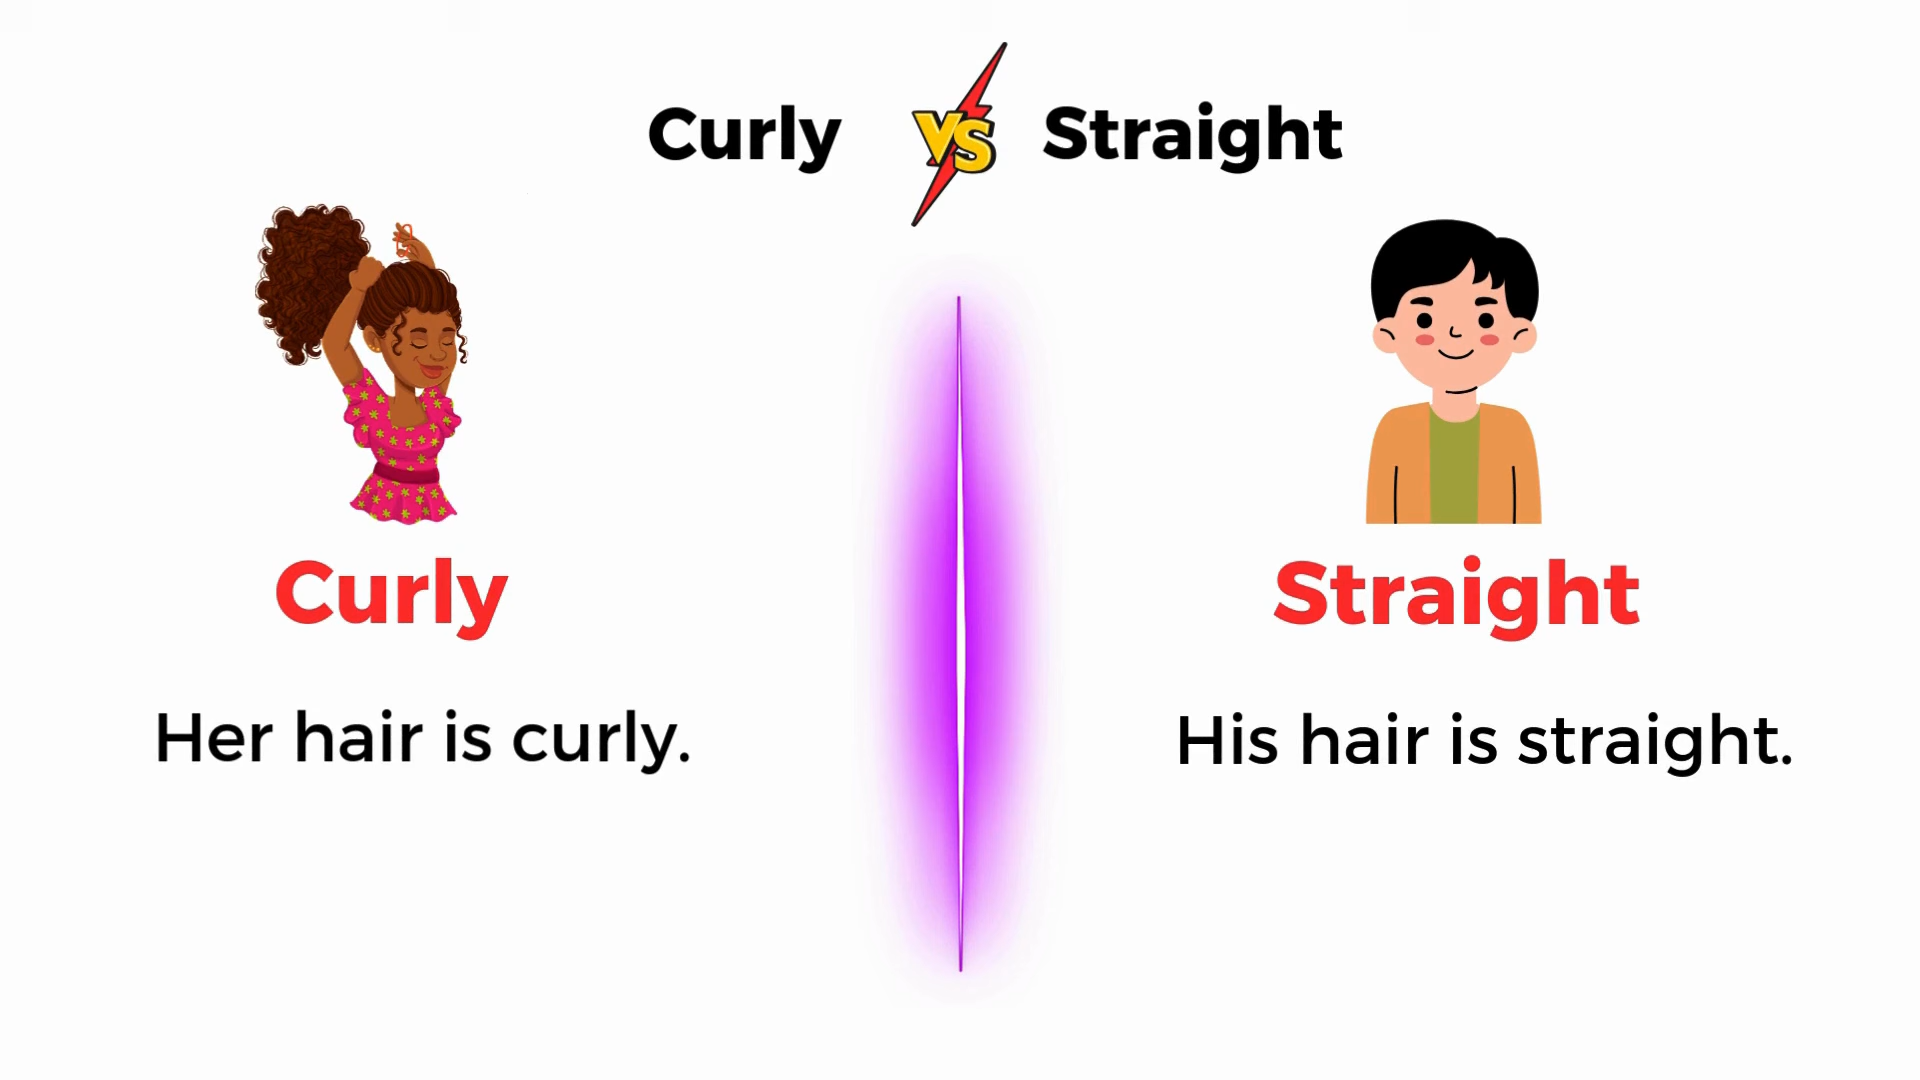 Curly VS Straight
Curly
Straight
Her hair is curly.
His hair is straight.